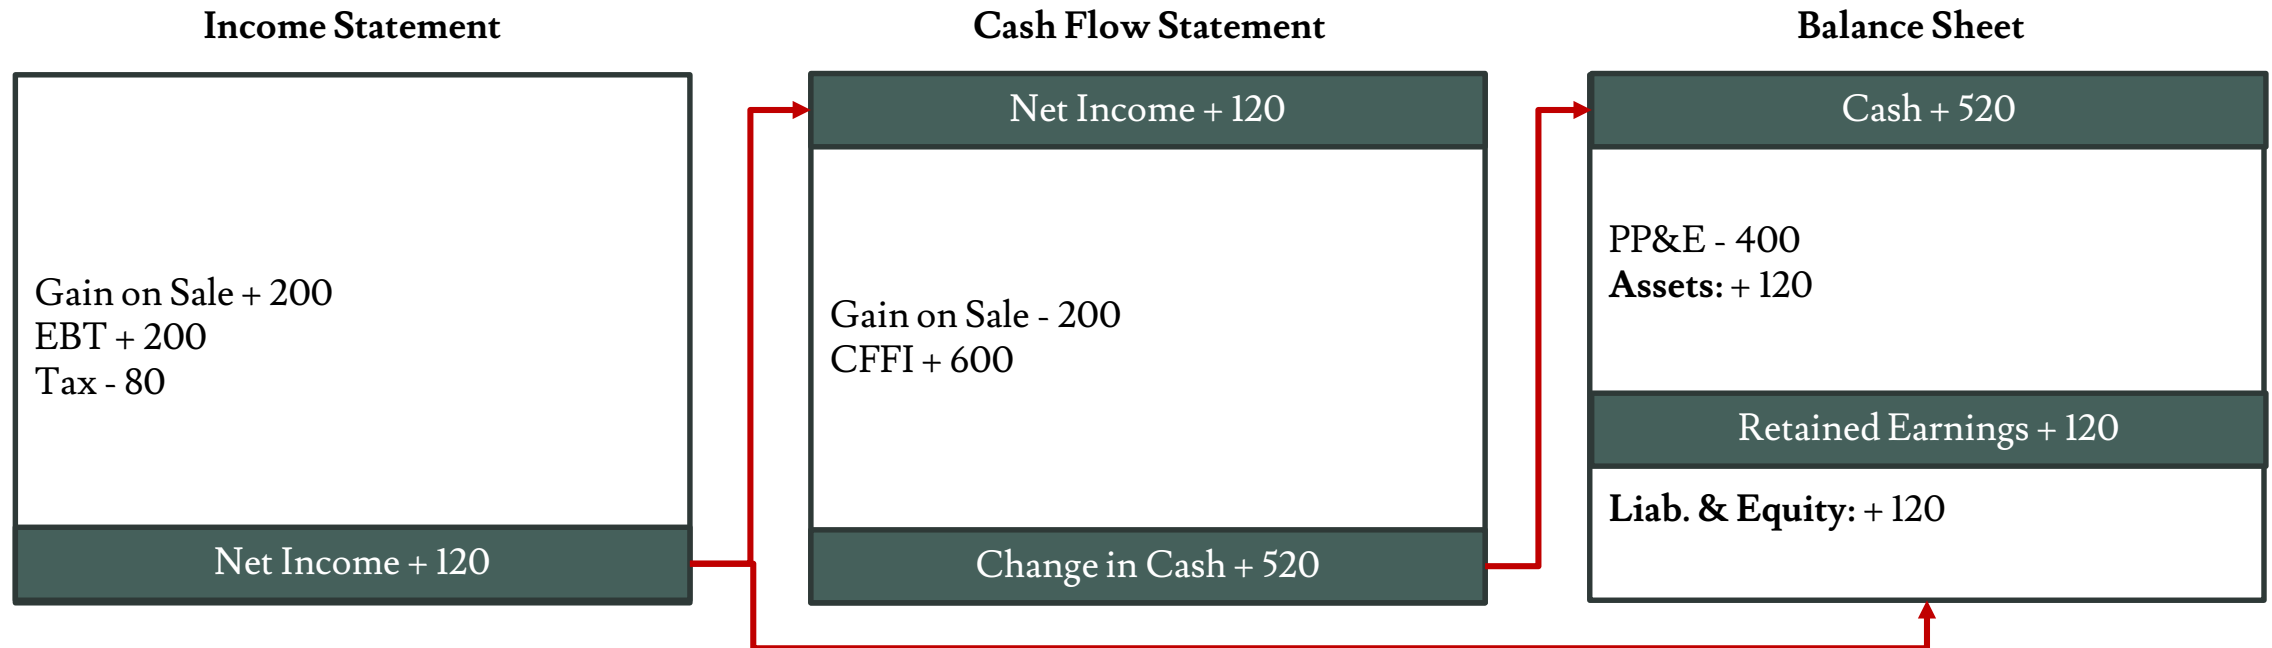 Income Statement
Gain on Sale + 200
EBT + 200
Tax - 80
Net Income + 120
Cash Flow Statement
Net Income + 120
Gain on Sale - 200
CFFI + 600
Change in Cash + 520
Balance Sheet
Cash + 520
PP&E - 400
Assets: + 120
Retained Earnings + 120
Liab. & Equity: + 120